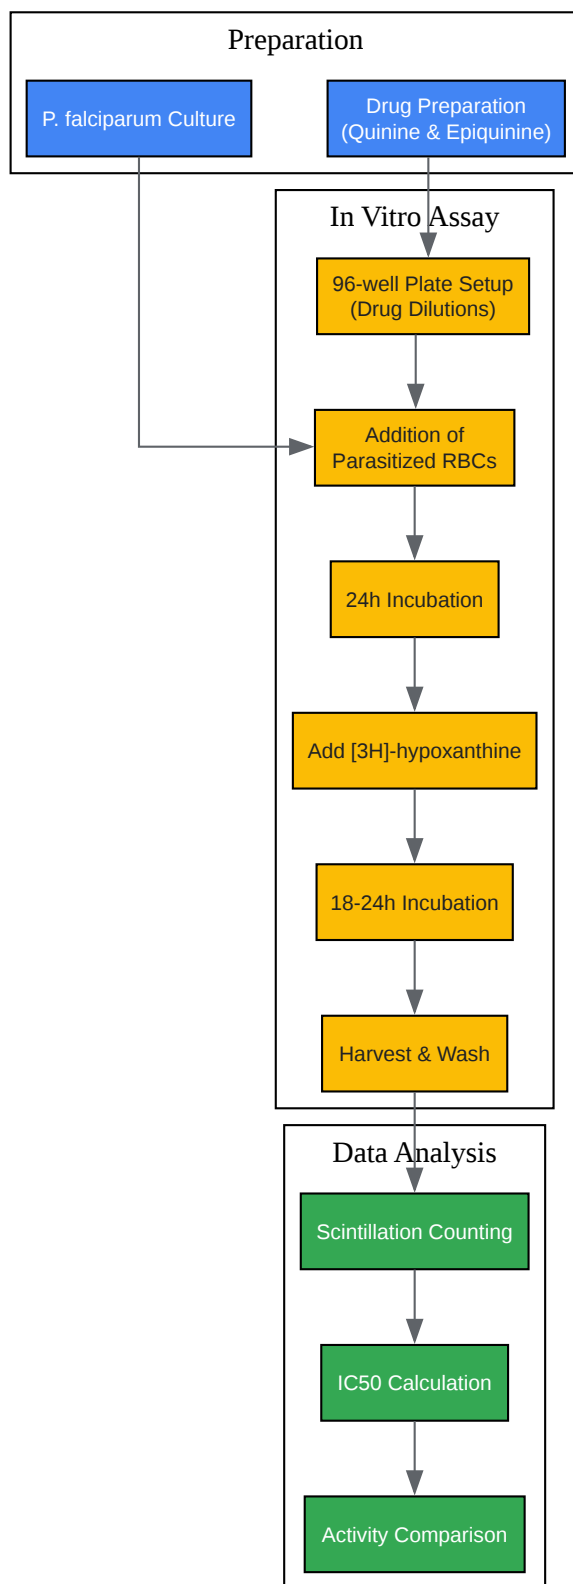 Preparation
P. falciparum Culture
Drug Preparation
(Quinine & Epiquinine)
In Vitro Assay
96-well Plate Setup
(Drug Dilutions)
Addition of
Parasitized RBCs
24h Incubation
Add [3H]-hypoxanthine
18-24h Incubation
Harvest & Wash
Data Analysis
Scintillation Counting
IC50 Calculation
Activity Comparison